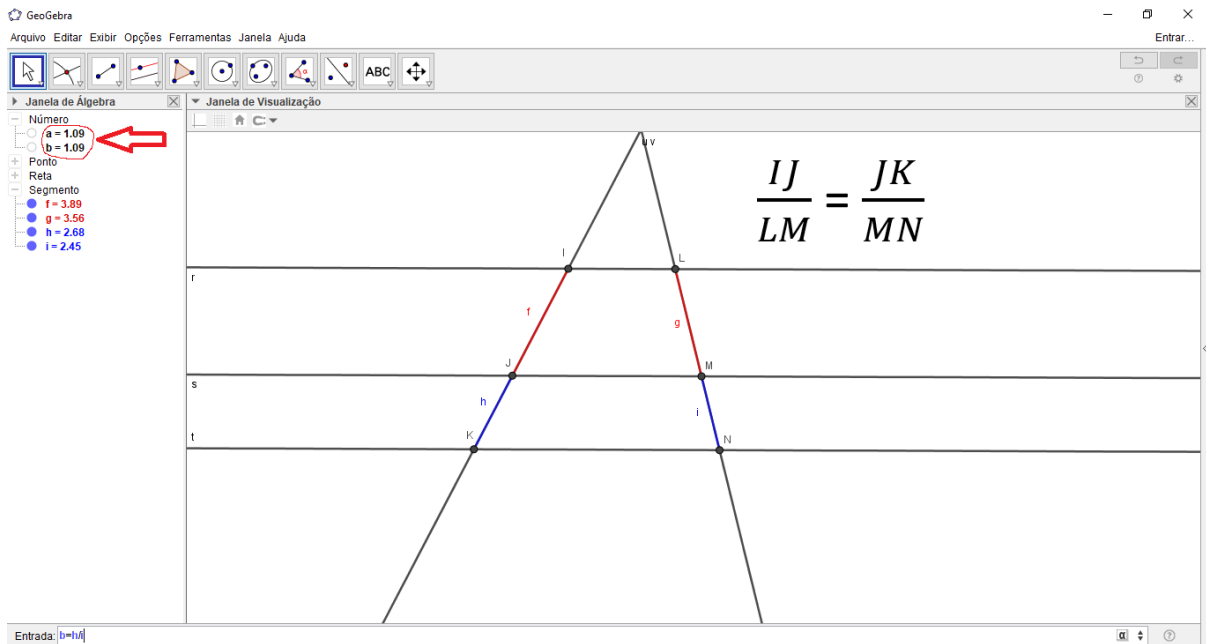 GeoGebra
Arquivo Editar Exibir Opções Ferramentas Janela Ajuda
Entrar...
ABC
α
Janela de Álgebra
Janela de Visualização
Número
a = 1.09
b = 1.09
Ponto
Reta
Segmento
f = 3.89
g = 3.56
h = 2.68
i = 2.45
u v
IJ/LM = JK/MN
I
L
r
f
g
J
M
s
h
i
K
N
t
Entrada: b=h/i
α